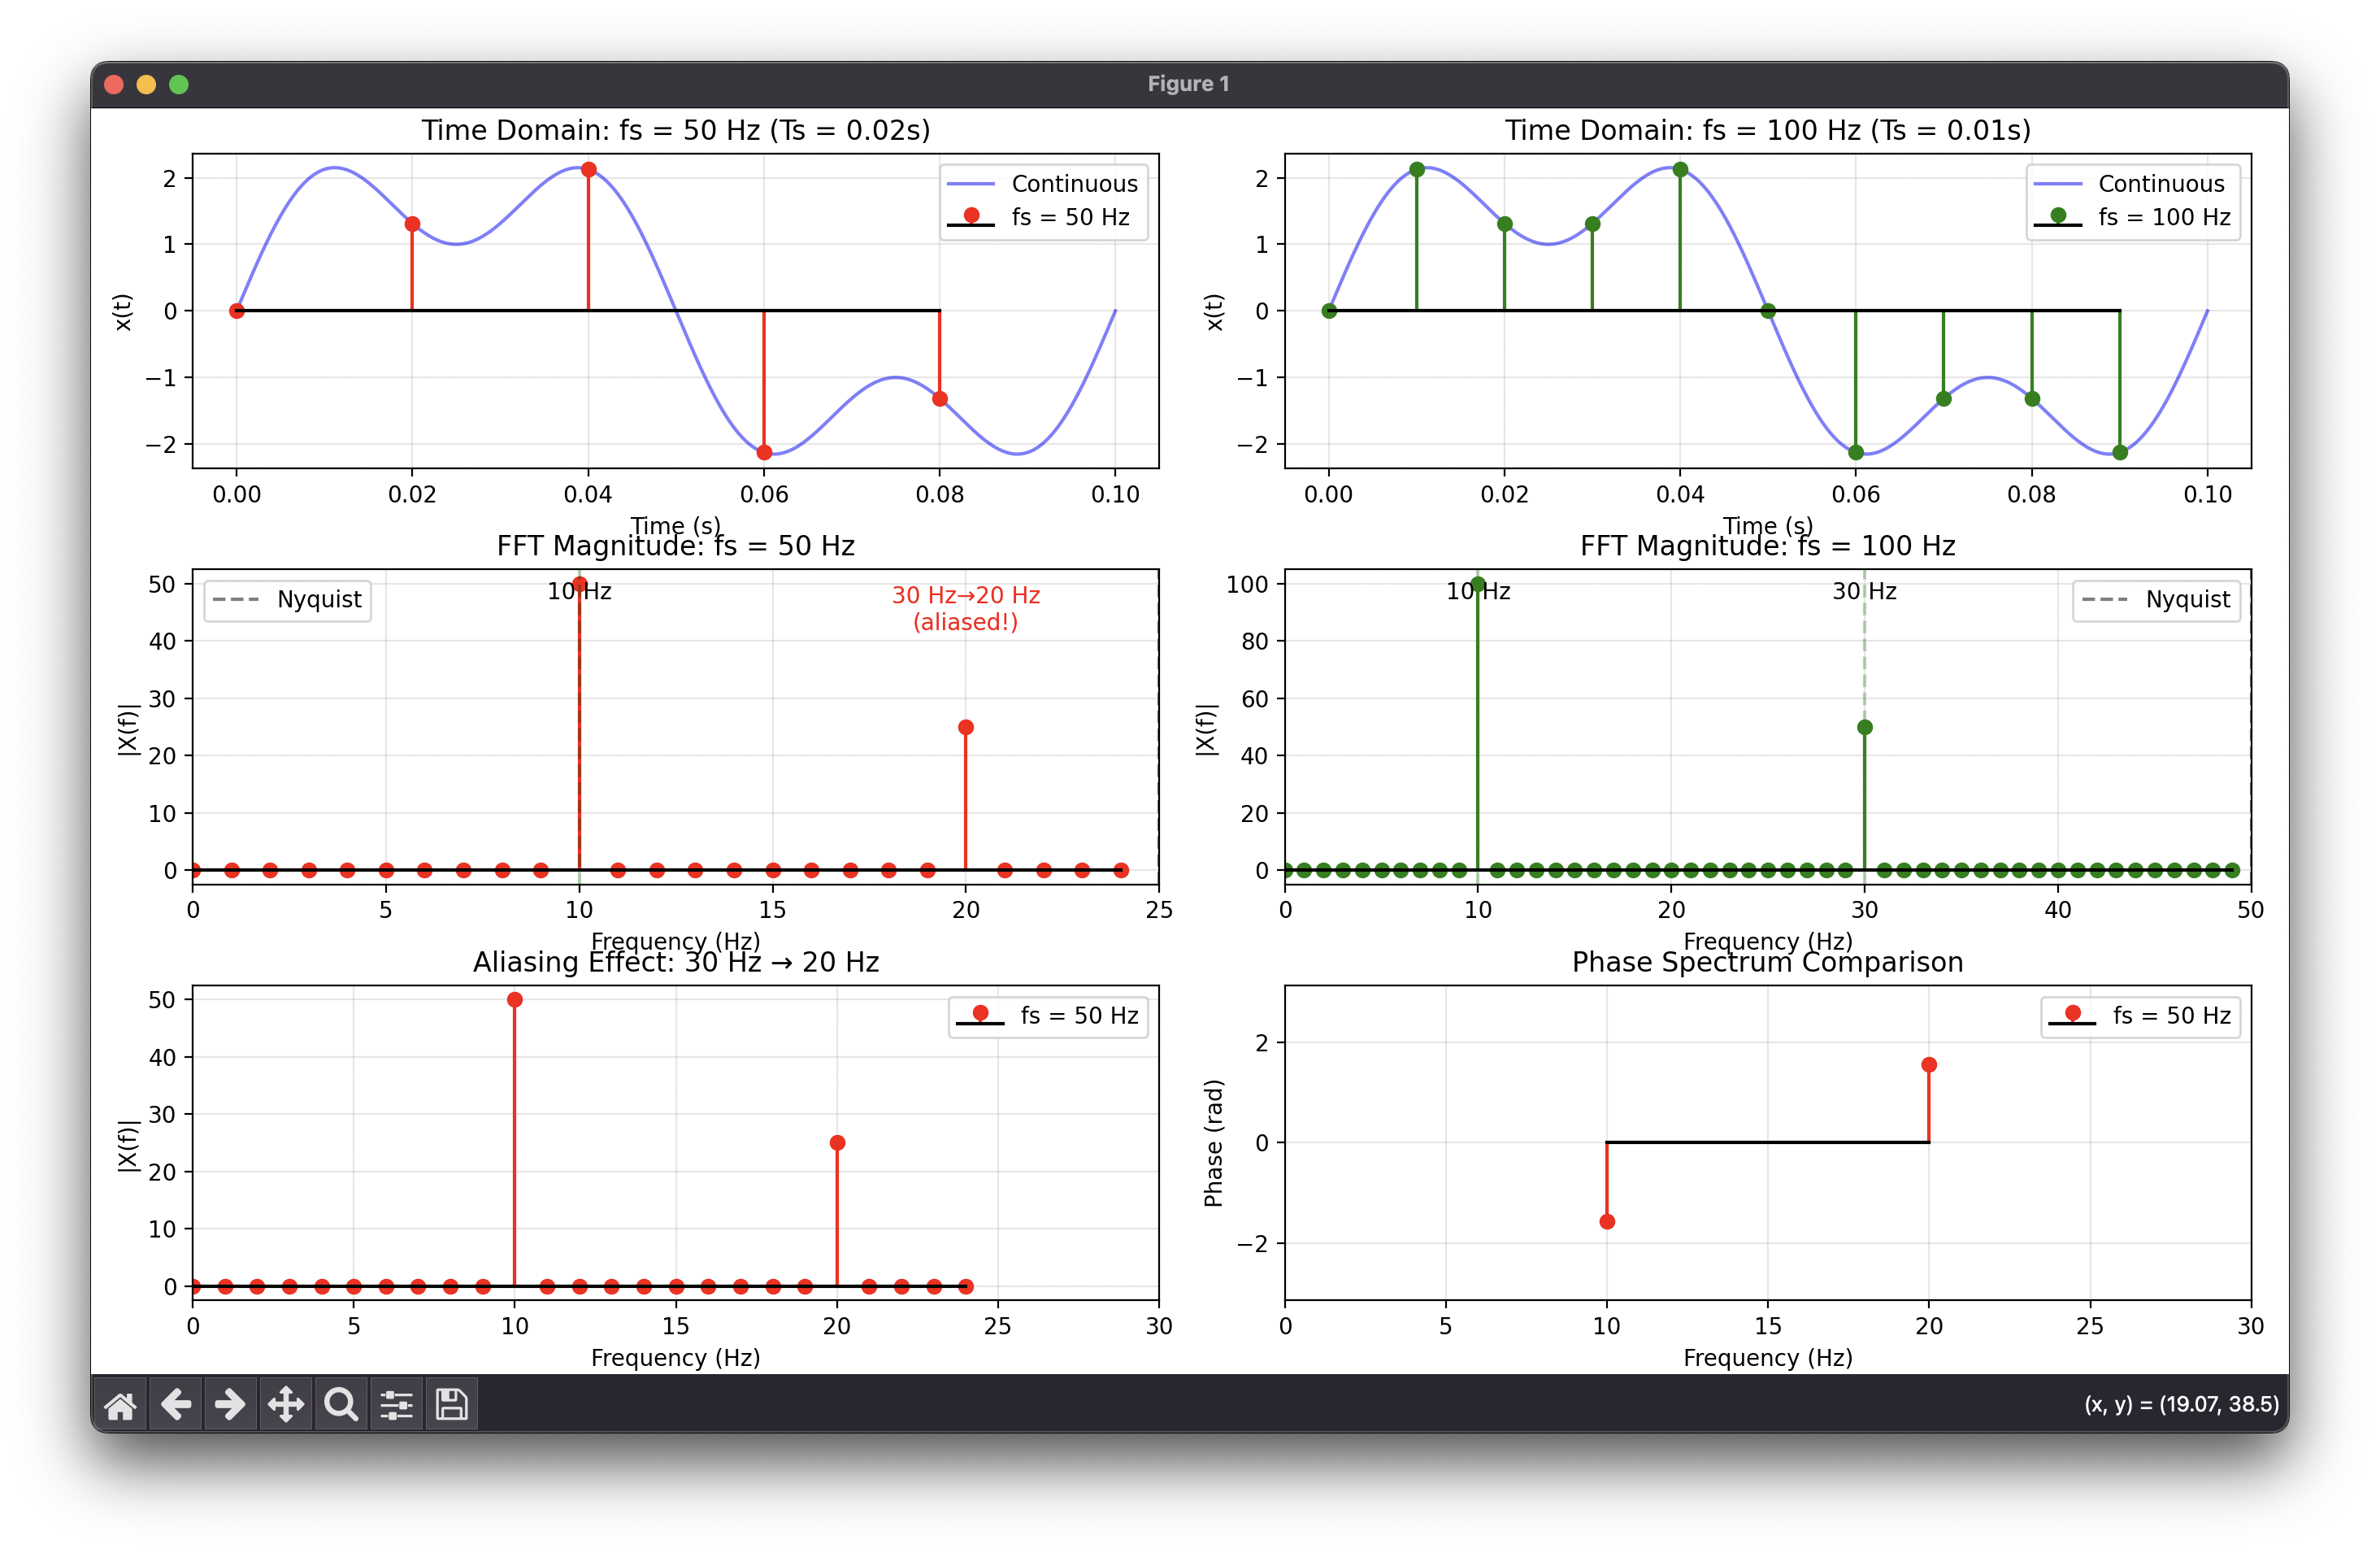 Figure 1
Time Domain: fs = 50 Hz (Ts = 0.02s)
x(t)
2
1
0
−1
−2
Continuous
fs = 50 Hz
0.00 0.02 0.04 0.06 0.08 0.10
Time (s)
Time Domain: fs = 100 Hz (Ts = 0.01s)
x(t)
2
1
0
−1
−2
Continuous
fs = 100 Hz
0.00 0.02 0.04 0.06 0.08 0.10
Time (s)
FFT Magnitude: fs = 50 Hz
|X(f)|
50
40
30
20
10
0
Nyquist
10 Hz
30 Hz→20 Hz
(aliased!)
0 5 10 15 20 25
Frequency (Hz)
FFT Magnitude: fs = 100 Hz
|X(f)|
100
80
60
40
20
0
10 Hz
30 Hz
Nyquist
0 10 20 30 40 50
Frequency (Hz)
Aliasing Effect: 30 Hz → 20 Hz
|X(f)|
50
40
30
20
10
0
fs = 50 Hz
0 5 10 15 20 25 30
Frequency (Hz)
Phase Spectrum Comparison
Phase (rad)
2
0
−2
fs = 50 Hz
0 5 10 15 20 25 30
Frequency (Hz)
(x, y) = (19.07, 38.5)